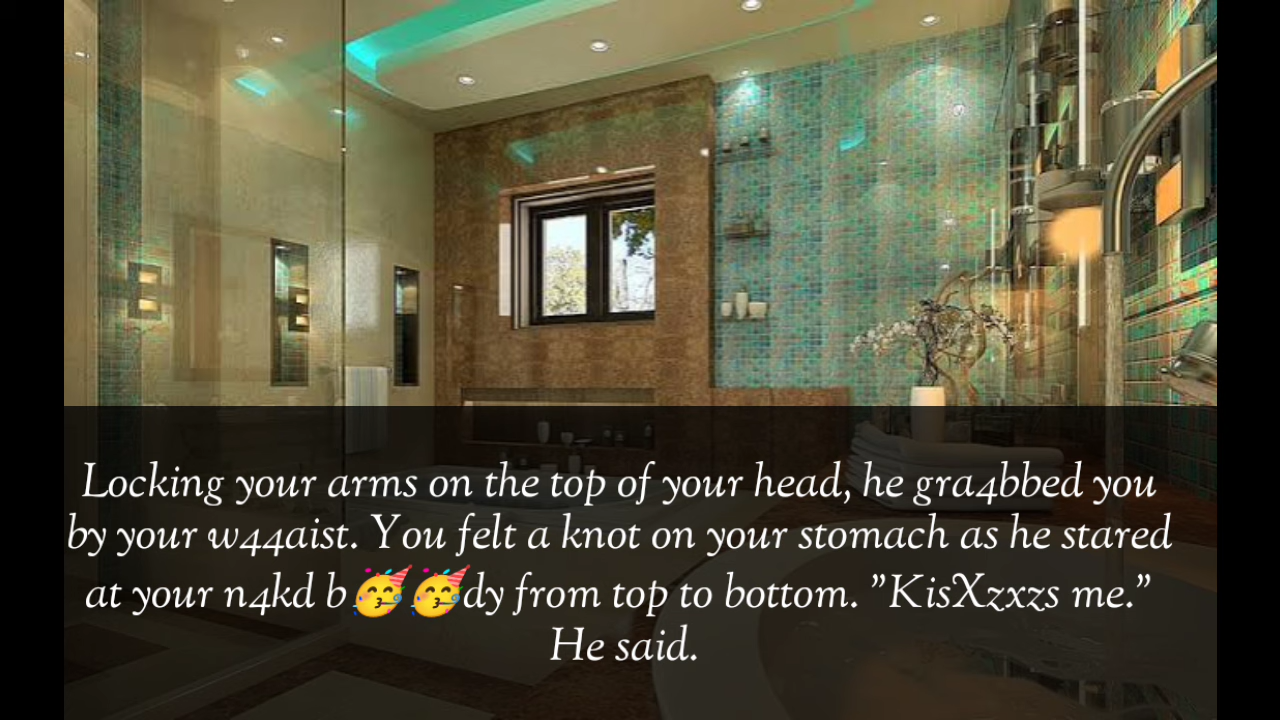 Locking your arms on the top of your head, he gra4bbed you
by your w44aist. You felt a knot on your stomach as he stared
at your n4kd b🥳🥳dy from top to bottom. ”KisXzxzs me.”
He said.